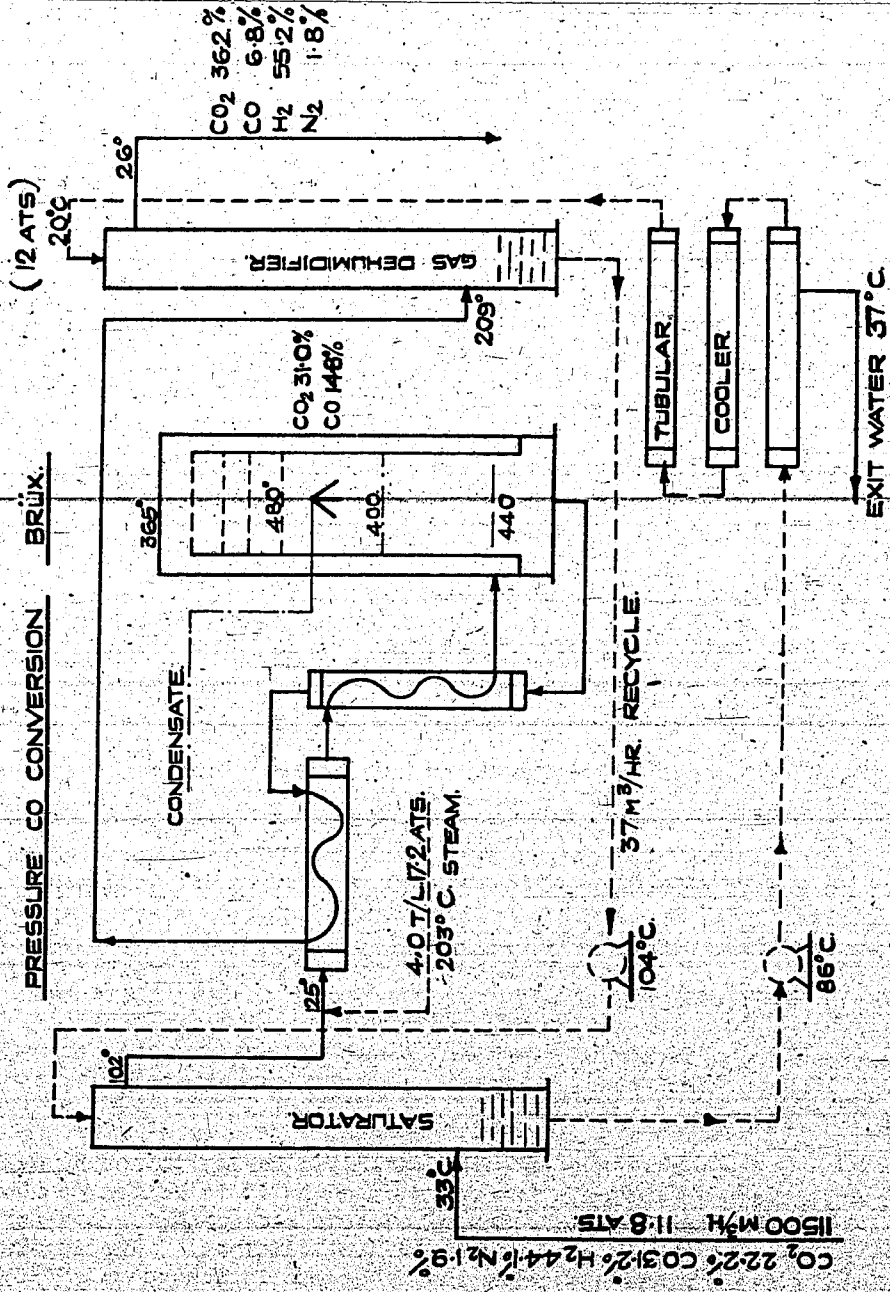 PRESSURE CO CONVERSION BRÜX.
(12 ATS)
20°C
26°
CO2 36.2%
CO 6.8%
H2 55.2%
N2 1.8%
GAS DEHUMIDIFIER.
209°
CO2 31.0%
CO 14.8%
365°
480°
400
440
CONDENSATE.
102°
125°
4.0 T/L 17.2 ATS.
203°C. STEAM.
SATURATOR.
33°C
11500 M3/H 11.8 ATS
CO2 22.2% CO 31.2% H2 44.1% N2 1.9%
37 M3/HR. RECYCLE.
104°C.
86°C.
TUBULAR.
COOLER.
EXIT WATER 37°C.